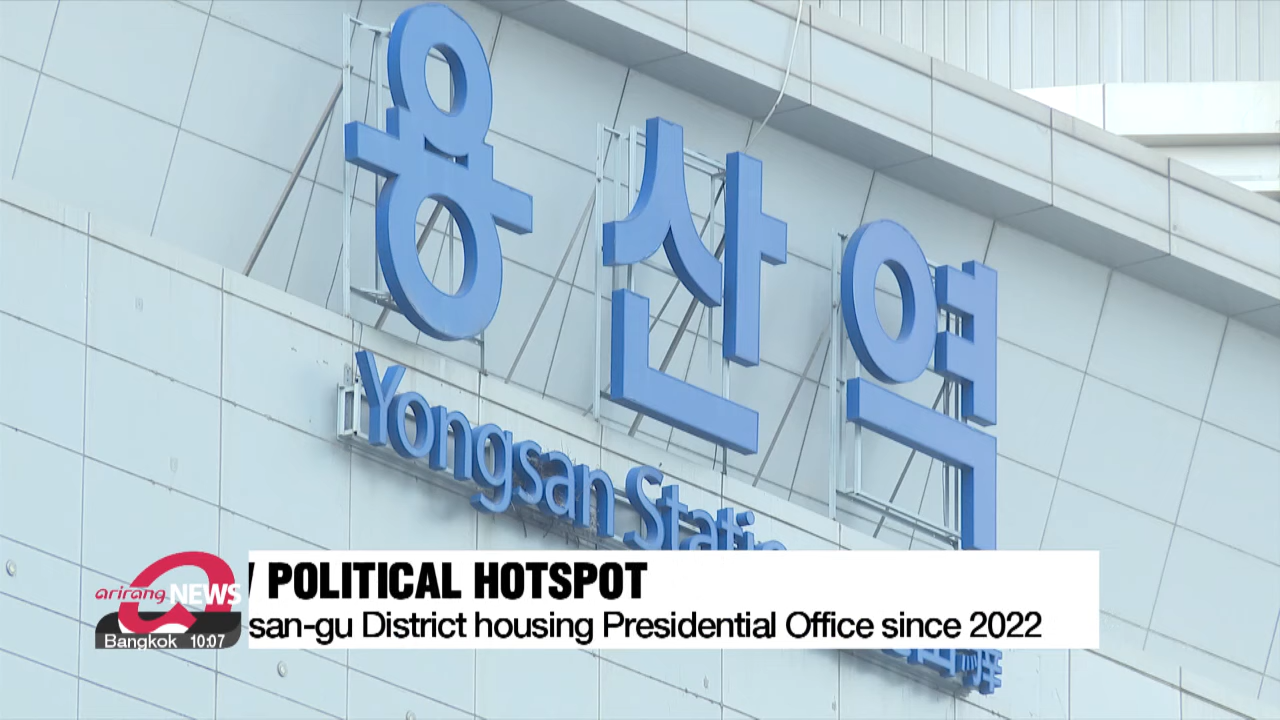 용산역
Yongsan Statio
POLITICAL HOTSPOT
arirang NEWS
san-gu District housing Presidential Office since 2022
Bangkok 10:07